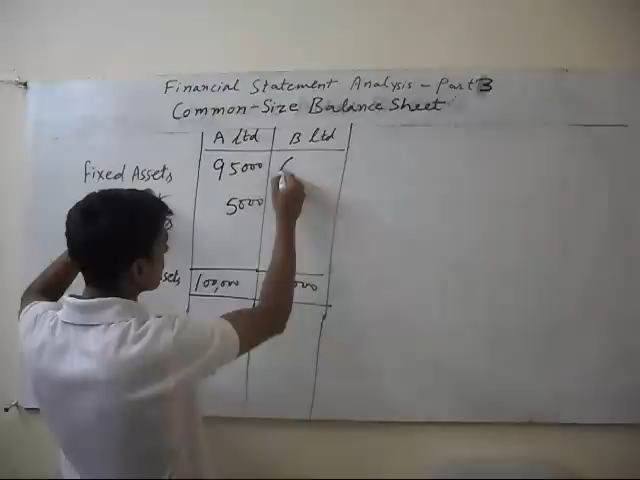 Financial Statement Analysis - Part 3
Common-Size Balance Sheet
A Ltd B Ltd
Fixed Assets 95000
5000
100,000